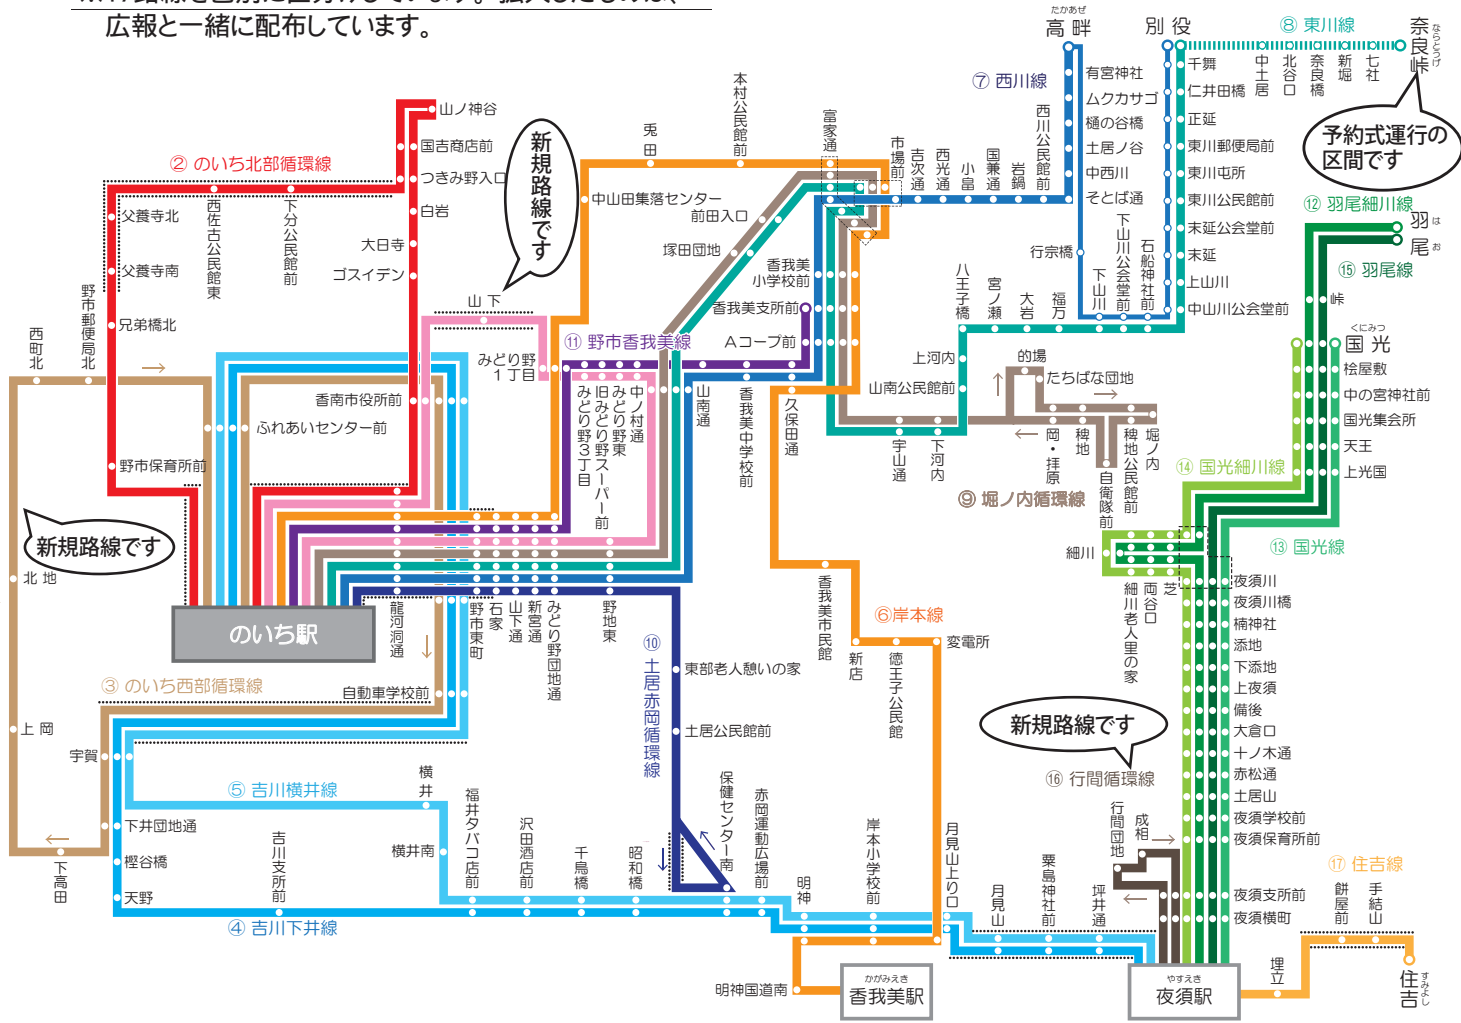 広報と一緒に配布しています。
② のいち北部循環線
山ノ神谷
国吉商店前
つきみ野入口
白岩
大日寺
ゴスイデン
父養寺北
父養寺南
西佐古公民館東
下分公民館前
兄弟橋北
野市郵便局北
西町北
野市保育所前
新規路線です
北 地
上 岡
下高田
③ のいち西部循環線
宇賀
下井団地通
樫谷橋
天野
自動車学校前
のいち駅
香南市役所前
ふれあいセンター前
龍河洞通
野市東町
石家
山下通
新宮通
みどり野団地通
野地東
新規路線です
山 下
みどり野
1丁目
⑪ 野市香我美線
みどり野3丁目
旧みどり野スーパー前
みどり野東
中ノ村通
山南通
香我美中学校前
久保田通
兎田
本村公民館前
中山田集落センター
前田入口
塚田団地
香我美
小学校前
香我美支所前
Aコープ前
富家通
市場前
吉次通
西光通
小畠
国兼通
岩鍋
西川公民館前
⑦ 西川線
たかあぜ
高 畔
有宮神社
ムクカサゴ
樋の谷橋
土居ノ谷
中西川
そとば通
行宗橋
下山川
下山川公会堂前
石船神社前
別 役
千舞
仁井田橋
正延
東川郵便局前
東川屯所
東川公民館前
末延公会堂前
末延
上山川
中山川公会堂前
⑧ 東川線
中土居
北谷口
奈良橋
新堀
七社
奈良峠
ならとうげ
予約式運行の
区間です
八王子橋
宮ノ瀬
大岩
福万
上河内
山南公民館前
宇山通
下河内
的場
たちばな団地
岡・拝原
稗地
稗地公民館前
堀ノ内
自衛隊前
⑨ 堀ノ内循環線
⑫ 羽尾細川線
羽尾
はお
⑮ 羽尾線
峠
くにみつ
国 光
桧屋敷
中の宮神社前
国光集会所
天王
上光国
⑭ 国光細川線
⑬ 国光線
細川
細川老人里の家
両谷口
芝
夜須川
夜須川橋
楠神社
添地
下添地
上夜須
備後
大倉口
十ノ木通
赤松通
土居山
夜須学校前
夜須保育所前
夜須支所前
夜須横町
新規路線です
⑯ 行間循環線
行間団地
成相
⑰ 住吉線
餅屋前
手結山
埋立
住吉
すみよし
やすえき
夜須駅
⑥岸本線
香我美市民館
新店
徳王子公民館
変電所
⑩ 土居赤岡循環線
東部老人憩いの家
土居公民館前
保健センター南
赤岡運動広場前
明神
岸本小学校前
月見山上り口
月見山
粟島神社前
坪井通
明神国道南
かがみえき
香我美駅
⑤ 吉川横井線
横井
横井南
福井タバコ店前
沢田酒店前
千鳥橋
昭和橋
吉川支所前
④ 吉川下井線